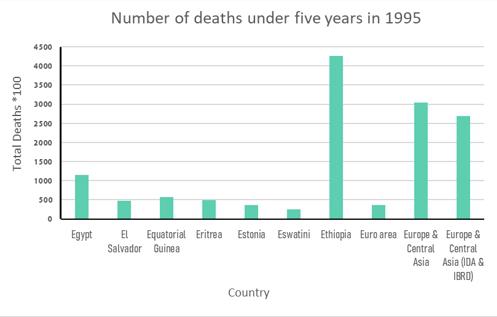 Number of deaths under five years in 1995
Total Deaths *100
4500
4000
3500
3000
2500
2000
1500
1000
500
0
Egypt
El
Salvador
Equatorial
Guinea
Eritrea
Estonia
Eswatini
Ethiopia
Euro area
Europe &
Central
Asia
Europe &
Central
Asia (IDA &
IBRD)
Country